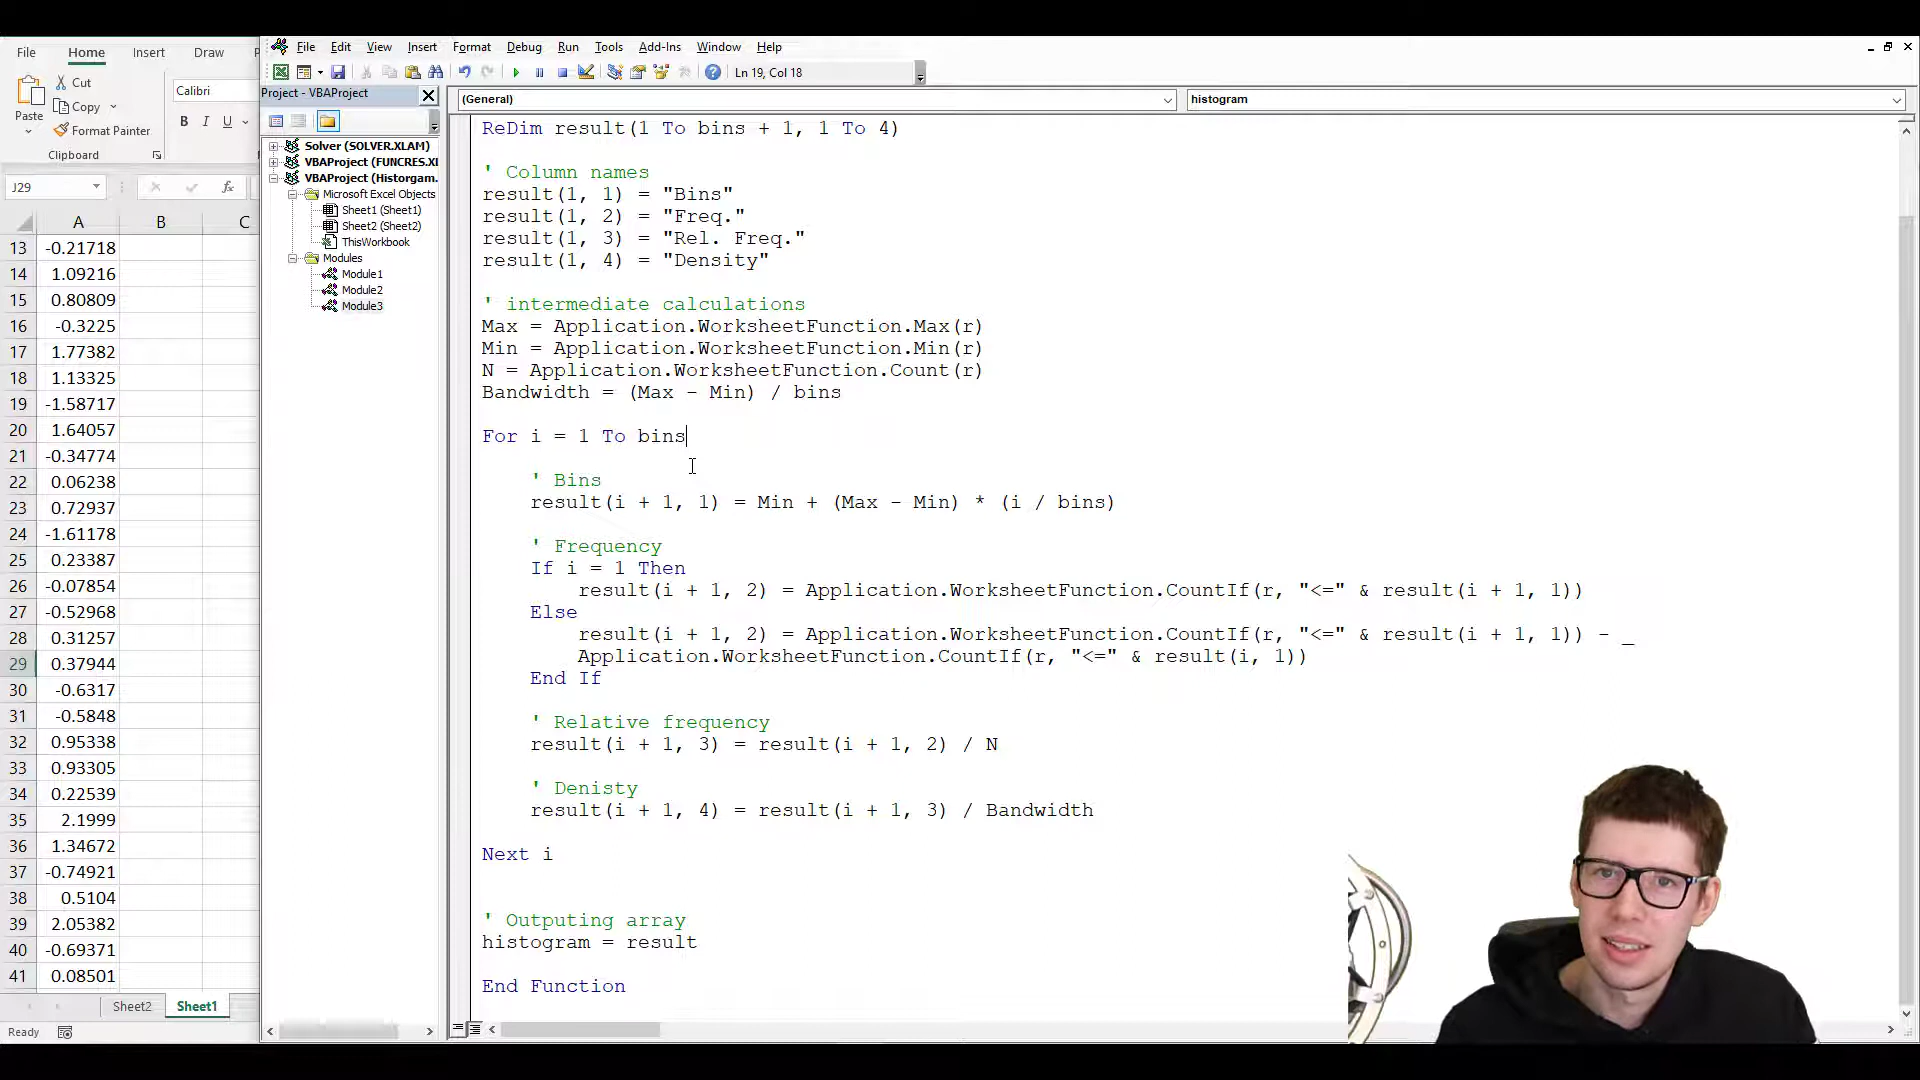 File Home Insert Draw
Cut
Copy
Paste
Format Painter
Calibri
B I U
Clipboard
J29
fx
A B C
13 -0.21718
14 1.09216
15 0.80809
16 -0.3225
17 1.77382
18 1.13325
19 -1.58717
20 1.64057
21 -0.34774
22 0.06238
23 0.72937
24 -1.61178
25 0.23387
26 -0.07854
27 -0.52968
28 0.31257
29 0.37944
30 -0.6317
31 -0.5848
32 0.95338
33 0.93305
34 0.22539
35 2.1999
36 1.34672
37 -0.74921
38 0.5104
39 2.05382
40 -0.69371
41 0.08501
Sheet2 Sheet1
Ready
File Edit View Insert Format Debug Run Tools Add-Ins Window Help
Ln 19, Col 18
Project - VBAProject
Solver (SOLVER.XLAM)
VBAProject (FUNCRES.XL
VBAProject (Historgam.
Microsoft Excel Objects
Sheet1 (Sheet1)
Sheet2 (Sheet2)
ThisWorkbook
Modules
Module1
Module2
Module3
(General)
histogram
ReDim result(1 To bins + 1, 1 To 4)
' Column names
result(1, 1) = "Bins"
result(1, 2) = "Freq."
result(1, 3) = "Rel. Freq."
result(1, 4) = "Density"
' intermediate calculations
Max = Application.WorksheetFunction.Max(r)
Min = Application.WorksheetFunction.Min(r)
N = Application.WorksheetFunction.Count(r)
Bandwidth = (Max - Min) / bins
For i = 1 To bins
' Bins
result(i + 1, 1) = Min + (Max - Min) * (i / bins)
' Frequency
If i = 1 Then
result(i + 1, 2) = Application.WorksheetFunction.CountIf(r, "<=" & result(i + 1, 1))
Else
result(i + 1, 2) = Application.WorksheetFunction.CountIf(r, "<=" & result(i + 1, 1)) - _
Application.WorksheetFunction.CountIf(r, "<=" & result(i, 1))
End If
' Relative frequency
result(i + 1, 3) = result(i + 1, 2) / N
' Denisty
result(i + 1, 4) = result(i + 1, 3) / Bandwidth
Next i
' Outputing array
histogram = result
End Function